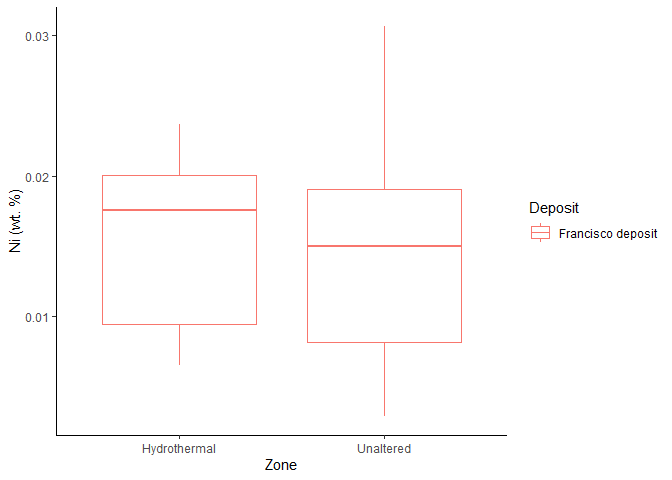 0.03
0.02
0.01
Ni (wt. %)
Hydrothermal
Unaltered
Zone
Deposit
Francisco deposit